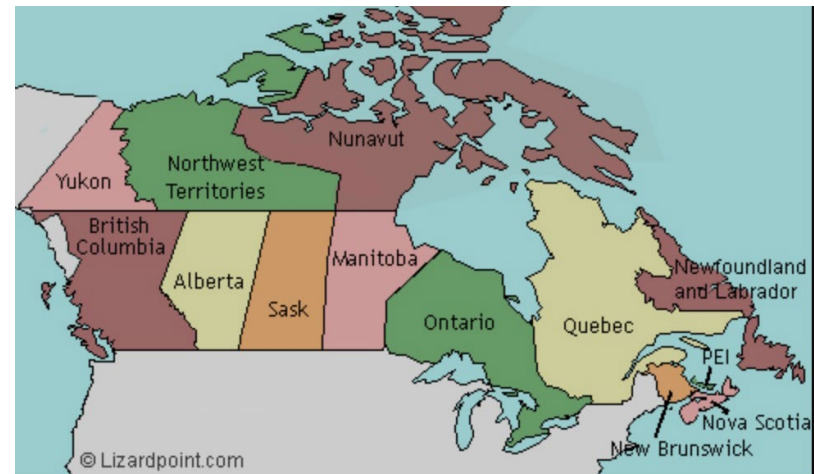 Nunavut
Northwest
Territories
Yukon
British
Columbia
Manitoba
Alberta
Sask
Newfoundland
and Labrador
Ontario
Quebec
PEI
Nova Scotia
New Brunswick
© Lizardpoint.com